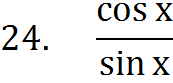 24. cos x
sin x